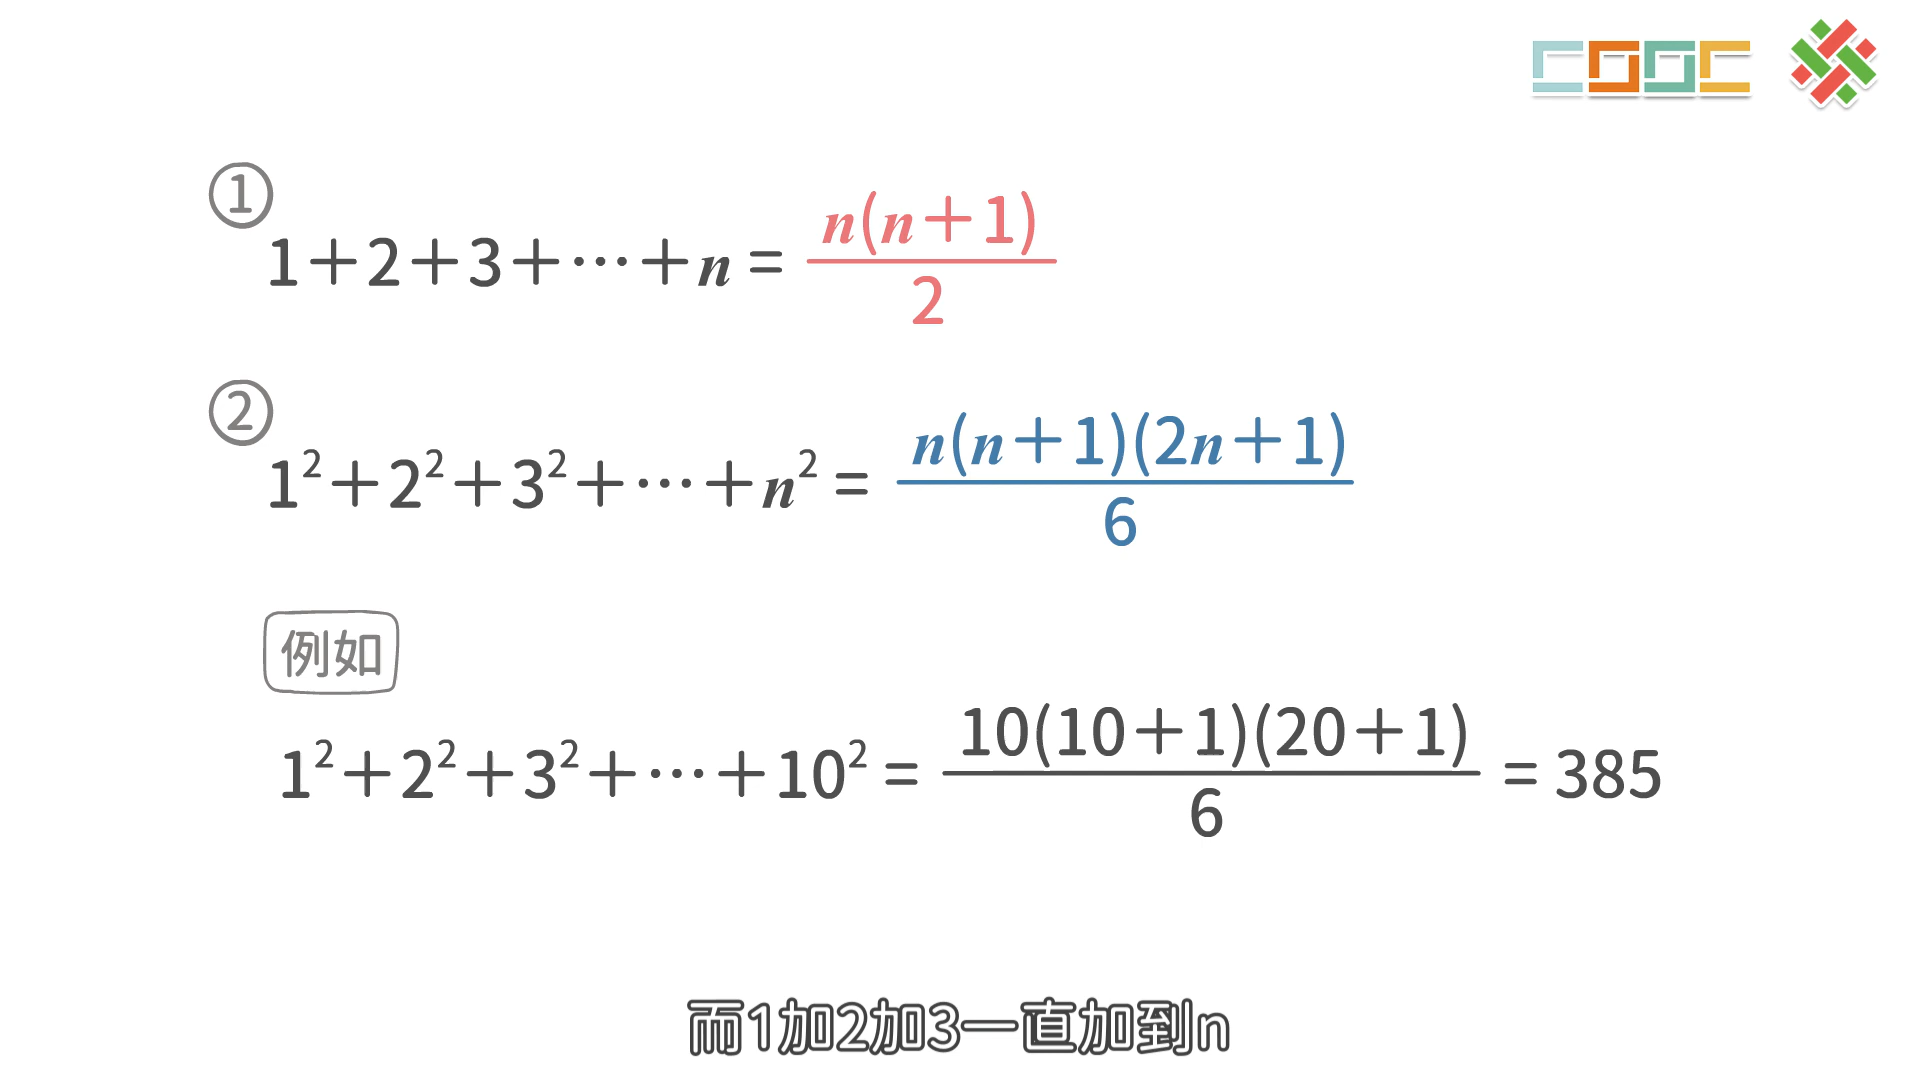 ①
1+2+3+⋯+n = n(n+1)/2
②
1²+2²+3²+⋯+n² = n(n+1)(2n+1)/6
例如
1²+2²+3²+⋯+10² = 10(10+1)(20+1)/6 = 385
而1加2加3一直加到n